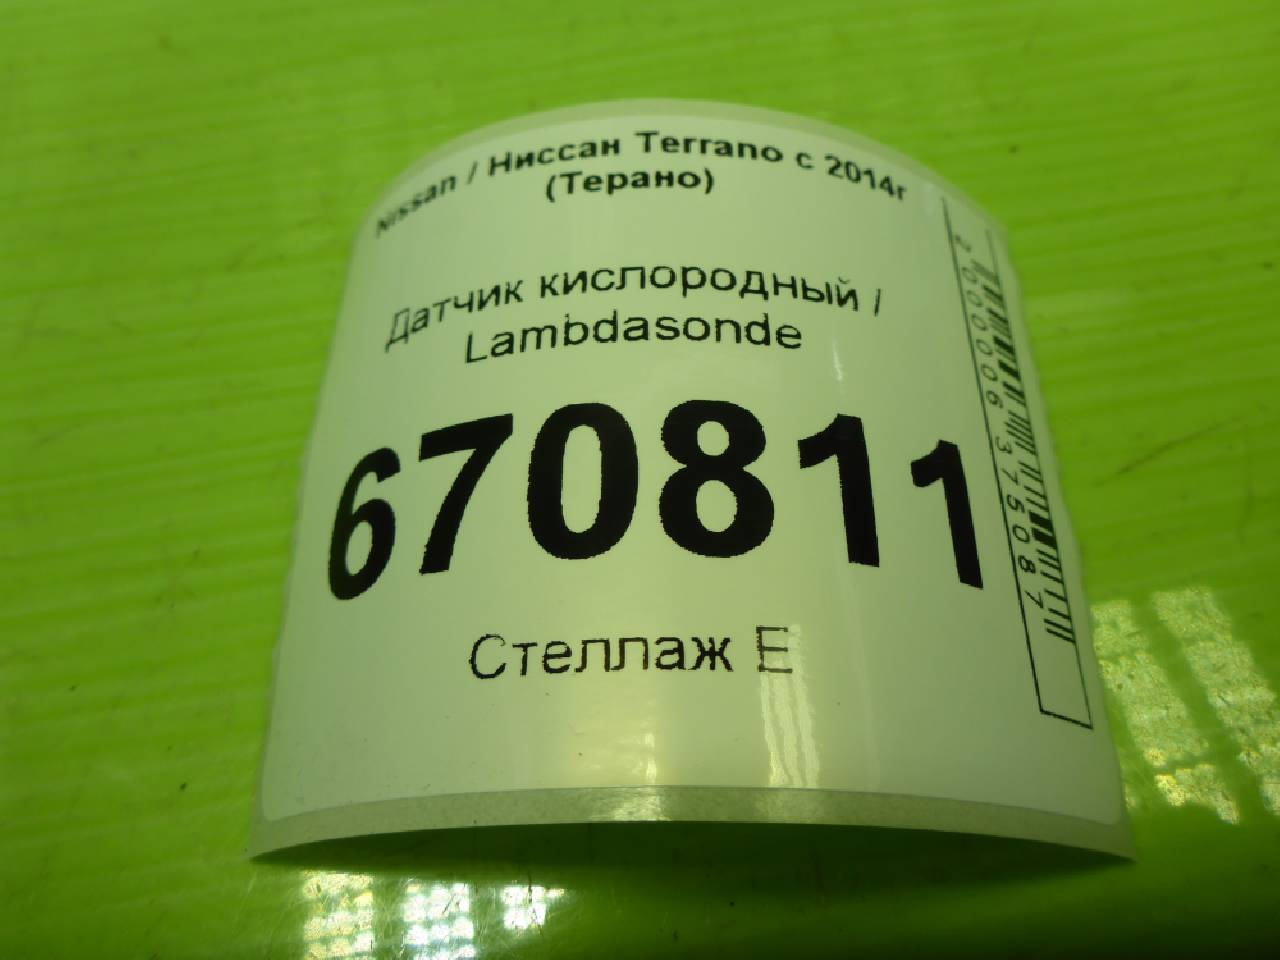 Nissan / Ниссан Terrano с 2014г
(Терано)
Датчик кислородный /
Lambdasonde
670811
Стеллаж Е
2000006375087